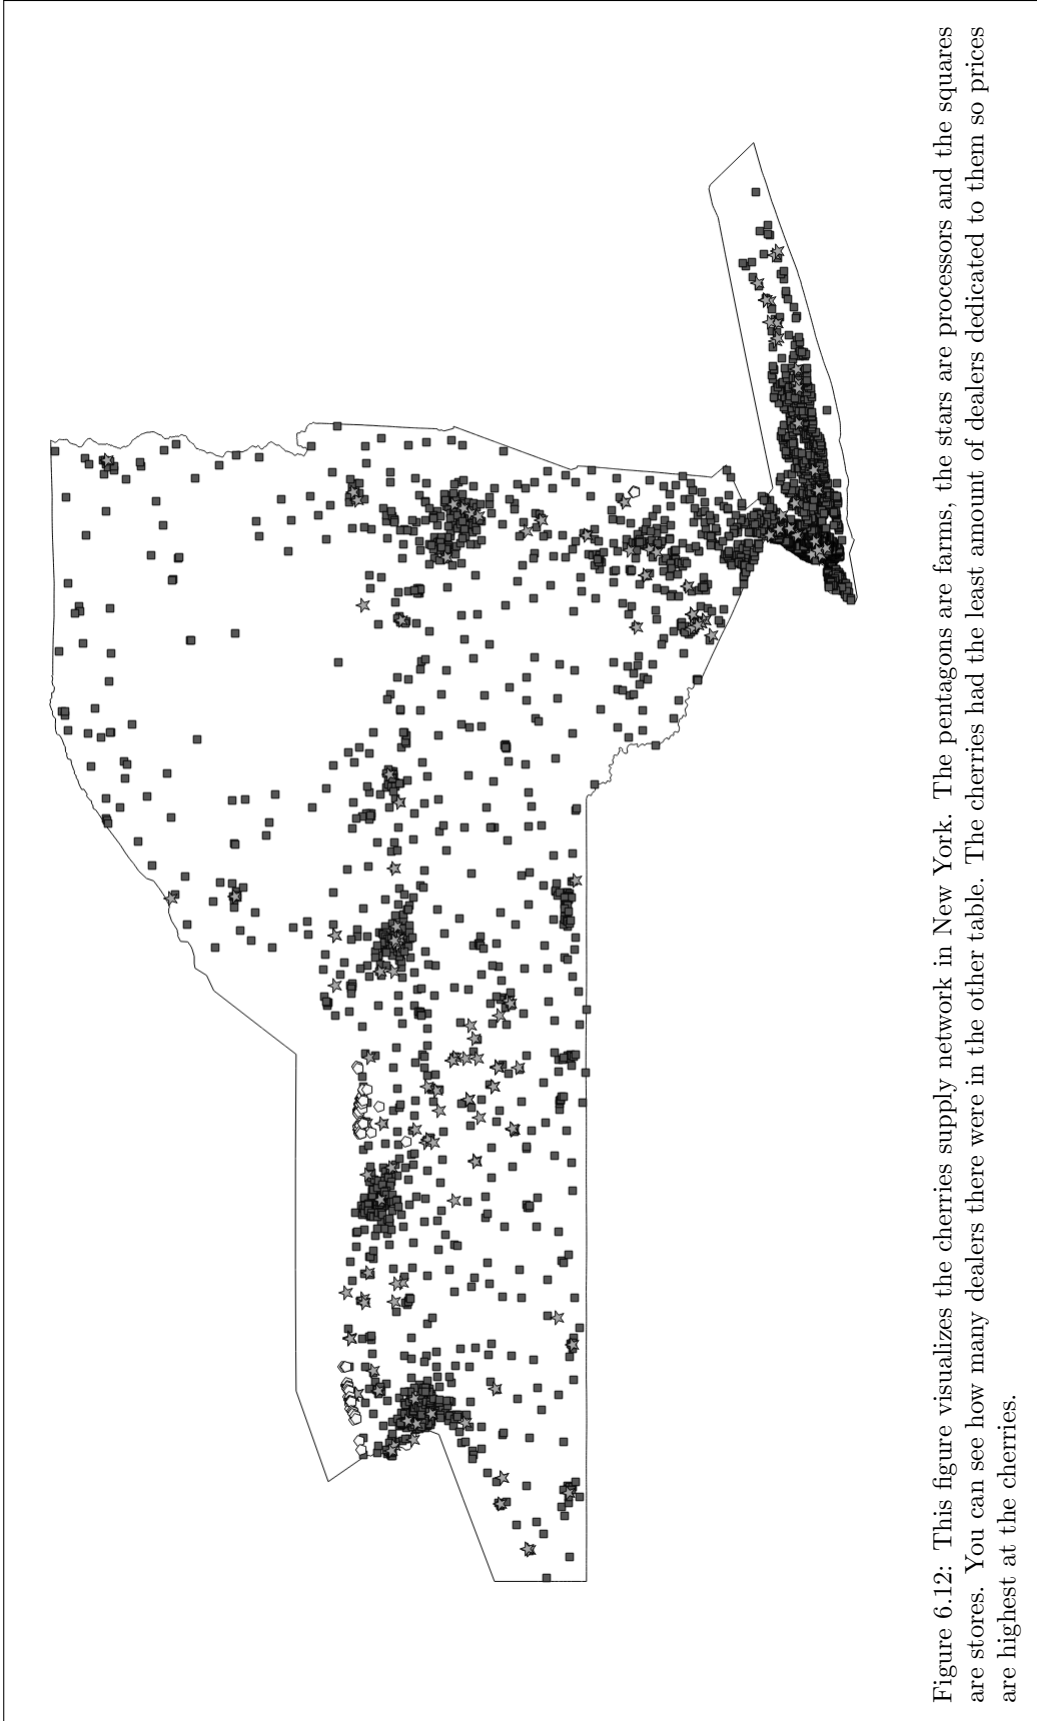 Figure 6.12: This figure visualizes the cherries supply network in New York. The pentagons are farms, the stars are processors and the squares
are stores. You can see how many dealers there were in the other table. The cherries had the least amount of dealers dedicated to them so prices
are highest at the cherries.